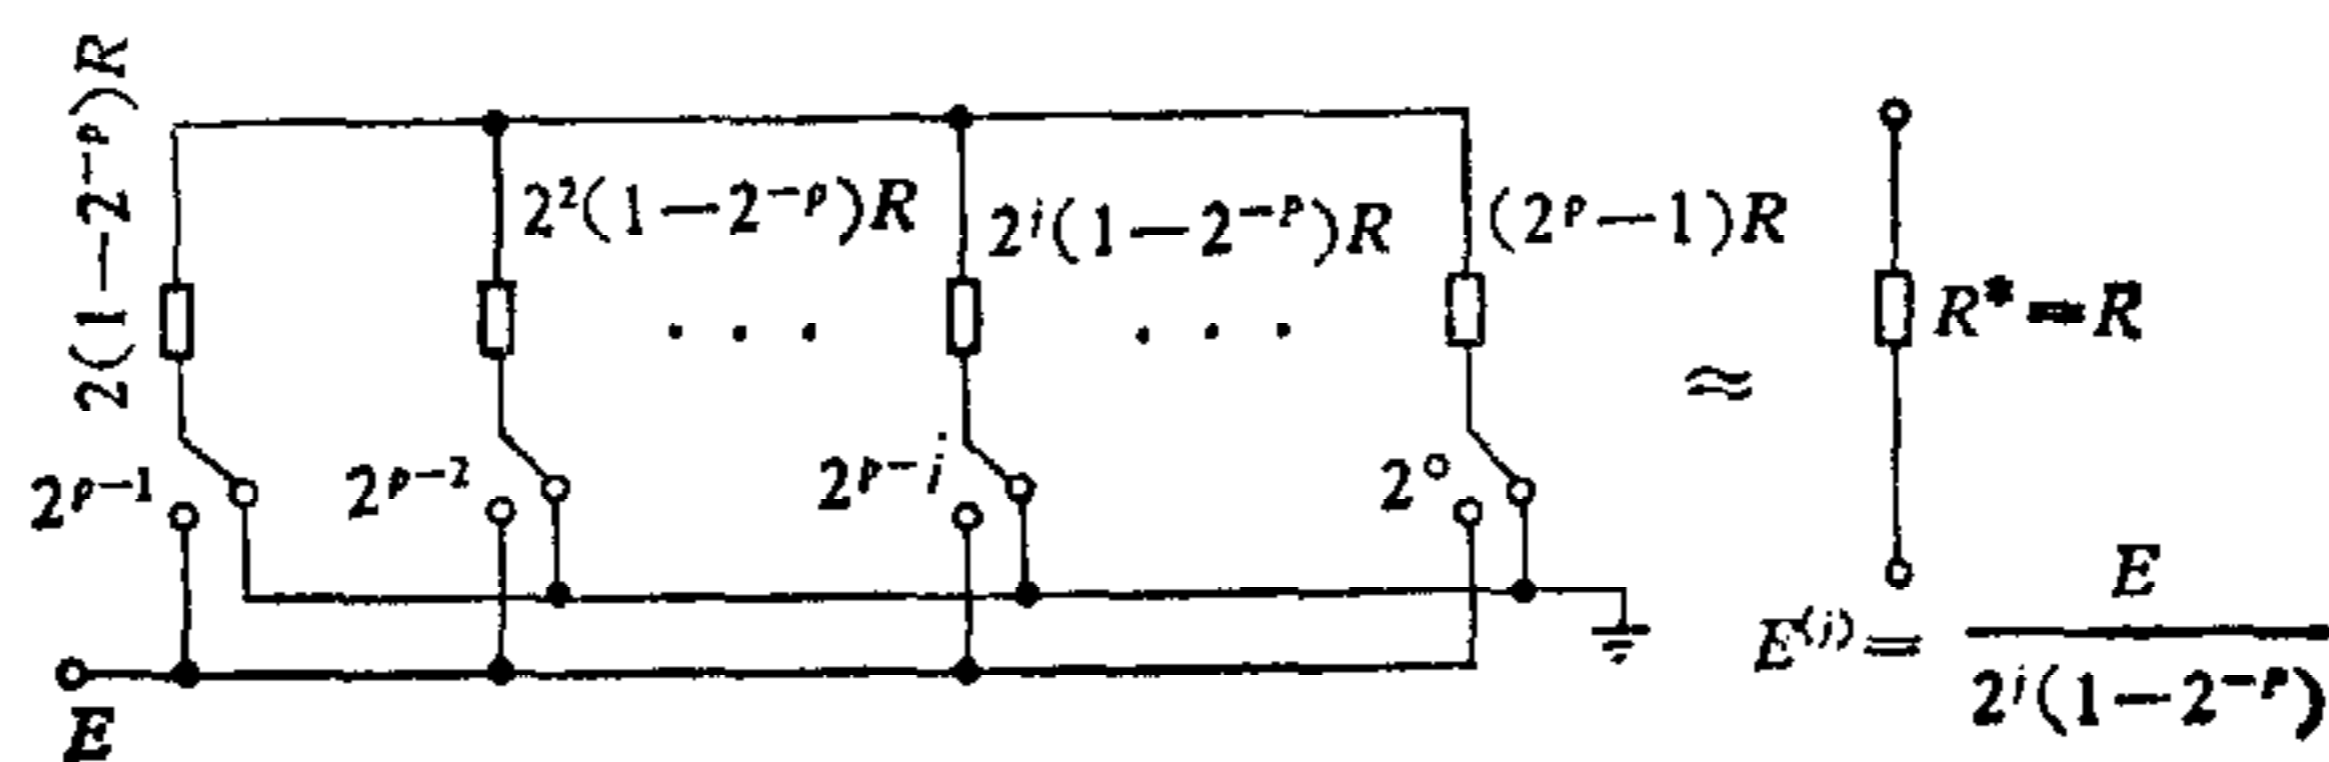 2(1−2^{−p})R
2²(1−2^{−p})R
2^{i}(1−2^{−p})R
(2^{p}−1)R
R*=R
≈
2^{p−1}
2^{p−2}
2^{p−i}
2°
E
E^{(i)}= E / 2^{i}(1−2^{−p})